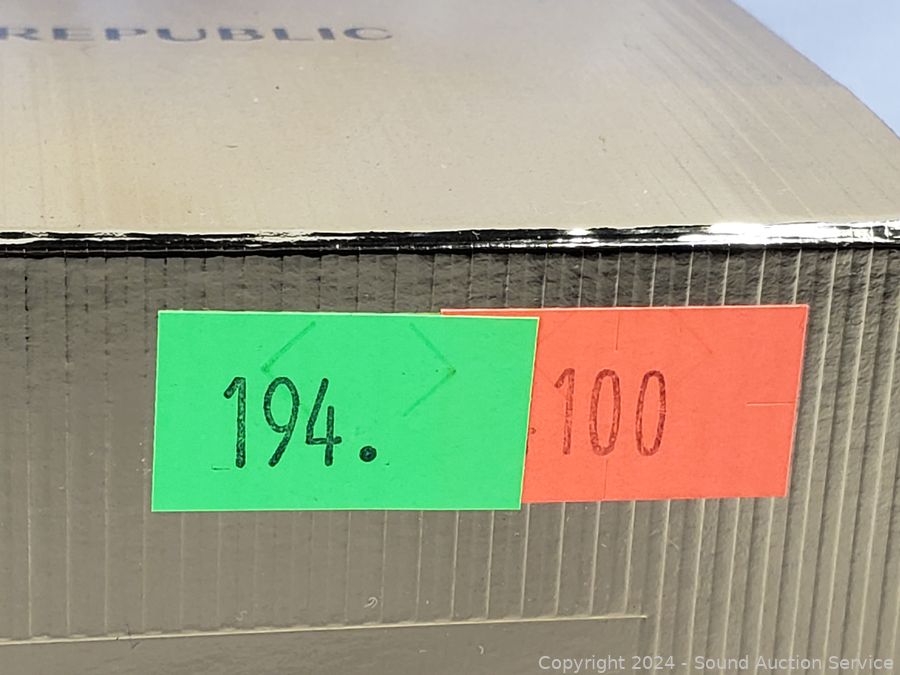 REPUBLIC
194.
100
Copyright 2024 - Sound Auction Service